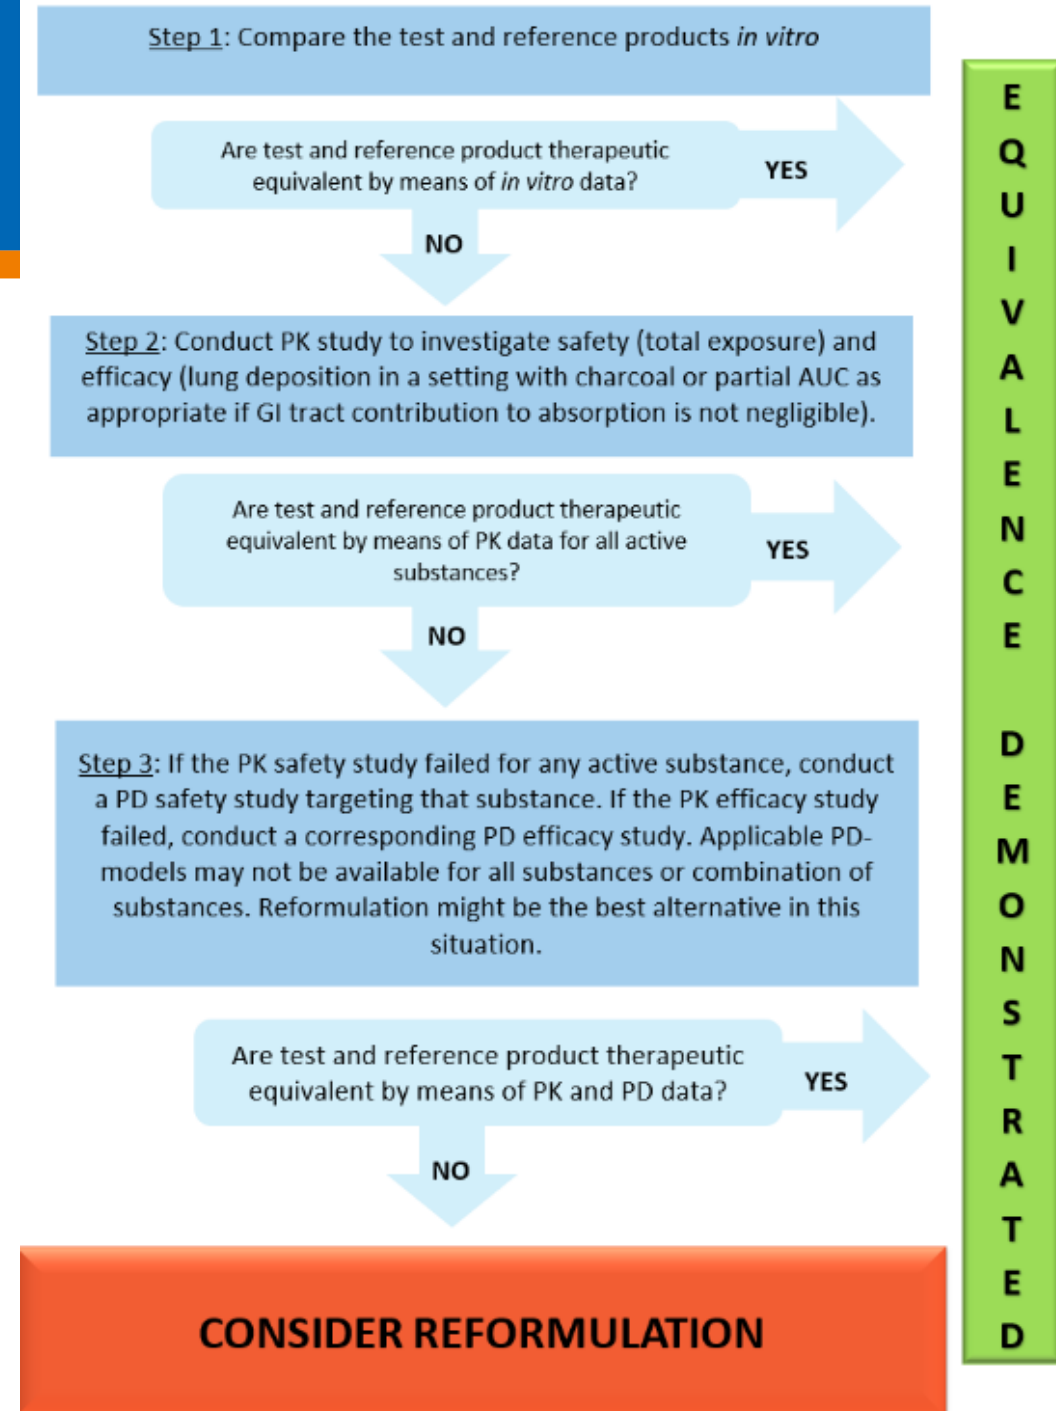 Step 1: Compare the test and reference products in vitro
Are test and reference product therapeutic
equivalent by means of in vitro data?
YES
NO
Step 2: Conduct PK study to investigate safety (total exposure) and
efficacy (lung deposition in a setting with charcoal or partial AUC as
appropriate if GI tract contribution to absorption is not negligible).
Are test and reference product therapeutic
equivalent by means of PK data for all active
substances?
YES
NO
Step 3: If the PK safety study failed for any active substance, conduct
a PD safety study targeting that substance. If the PK efficacy study
failed, conduct a corresponding PD efficacy study. Applicable PD-
models may not be available for all substances or combination of
substances. Reformulation might be the best alternative in this
situation.
Are test and reference product therapeutic
equivalent by means of PK and PD data?
YES
NO
CONSIDER REFORMULATION
EQUIVALENCE DEMONSTRATED